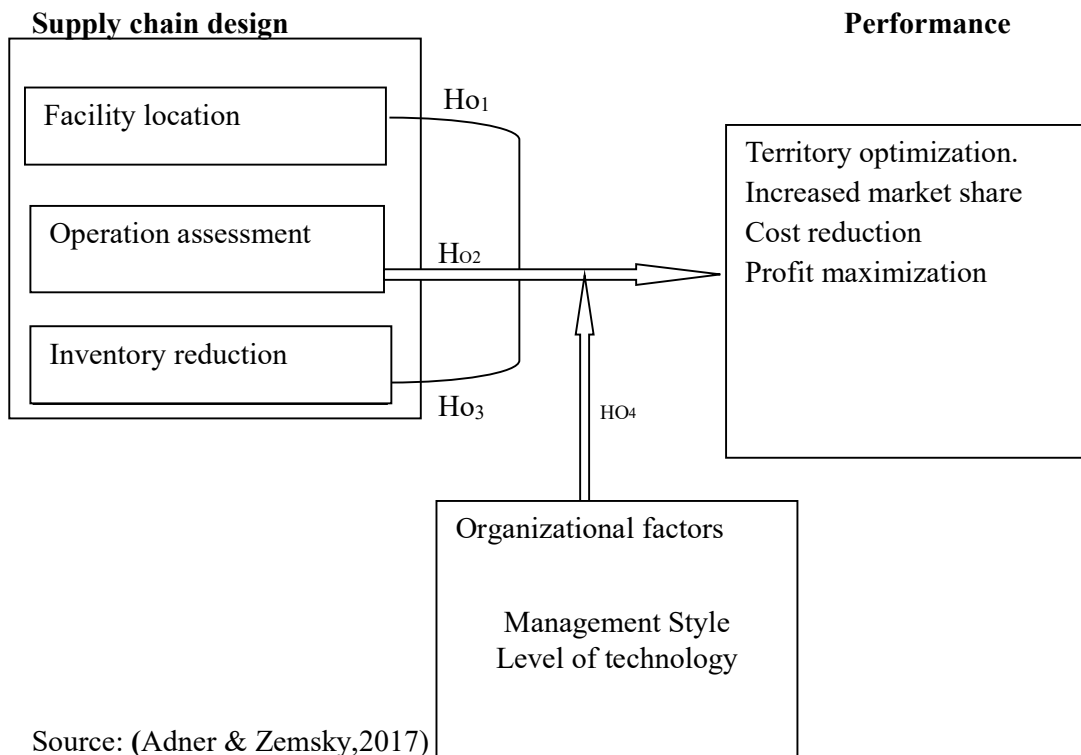 Supply chain design
Performance
Facility location
Ho1
Operation assessment
HO2
Inventory reduction
Ho3
Territory optimization.
Increased market share
Cost reduction
Profit maximization
HO4
Organizational factors
Management Style
Level of technology
Source: (Adner & Zemsky,2017)